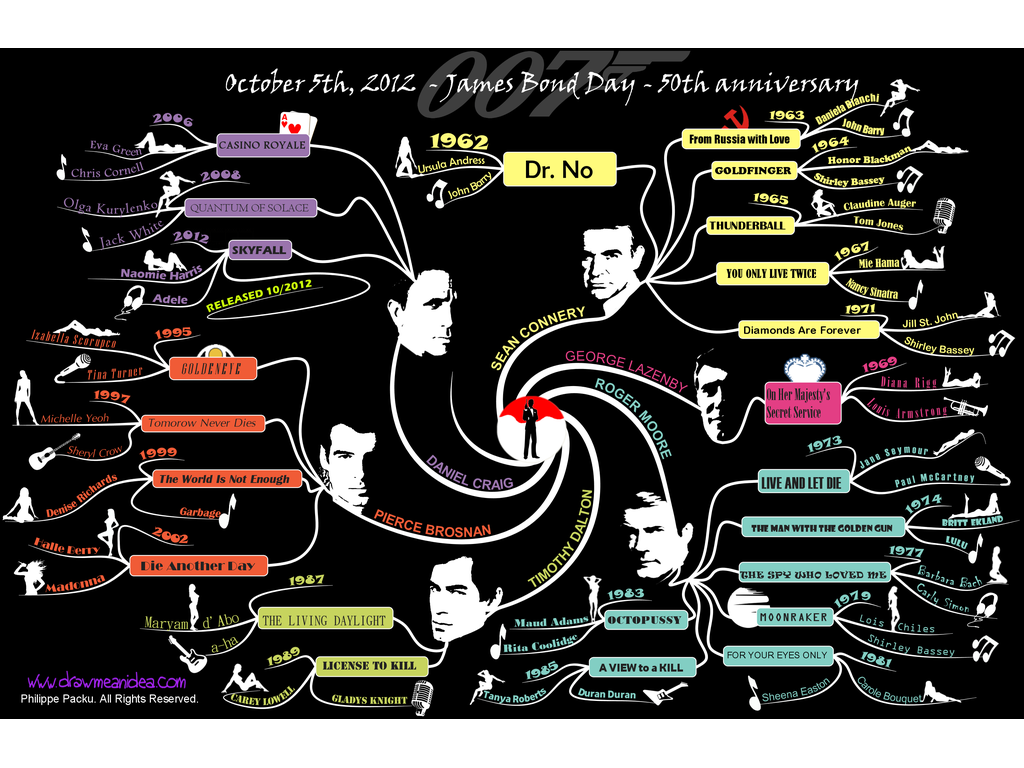 007
October 5th, 2012 - James Bond Day - 50th anniversary
1962
Dr. No
Ursula Andress
John Barry
SEAN CONNERY
1963
From Russia with Love
Daniela Bianchi
John Barry
1964
GOLDFINGER
Honor Blackman
Shirley Bassey
1965
THUNDERBALL
Claudine Auger
Tom Jones
1967
YOU ONLY LIVE TWICE
Mie Hama
Nancy Sinatra
1971
Diamonds Are Forever
Jill St. John
Shirley Bassey
GEORGE LAZENBY
1969
On Her Majesty's
Secret Service
Diana Rigg
Louis Armstrong
ROGER MOORE
1973
LIVE AND LET DIE
Jane Seymour
Paul McCartney
1974
THE MAN WITH THE GOLDEN GUN
BRITT EKLAND
LULU
1977
THE SPY WHO LOVED ME
Barbara Bach
Carly Simon
1979
MOONRAKER
Lois Chiles
Shirley Bassey
FOR YOUR EYES ONLY
1981
Carole Bouquet
Sheena Easton
1983
OCTOPUSSY
Maud Adams
Rita Coolidge
1985
A VIEW to a KILL
Tanya Roberts
Duran Duran
TIMOTHY DALTON
1987
THE LIVING DAYLIGHT
Maryam d'Abo
a-ha
1989
LICENSE TO KILL
CAREY LOWELL
GLADYS KNIGHT
PIERCE BROSNAN
1995
GOLDENEYE
Izabella Scorupco
Tina Turner
1997
Tomorow Never Dies
Michelle Yeoh
Sheryl Crow
1999
The World Is Not Enough
Denise Richards
Garbage
2002
Die Another Day
Halle Berry
Madonna
DANIEL CRAIG
2006
A
CASINO ROYALE
Eva Green
Chris Cornell
2008
QUANTUM OF SOLACE
Olga Kurylenko
Jack White
2012
SKYFALL
Naomie Harris
Adele
RELEASED 10/2012
www.drawmeanidea.com
Philippe Packu. All Rights Reserved.